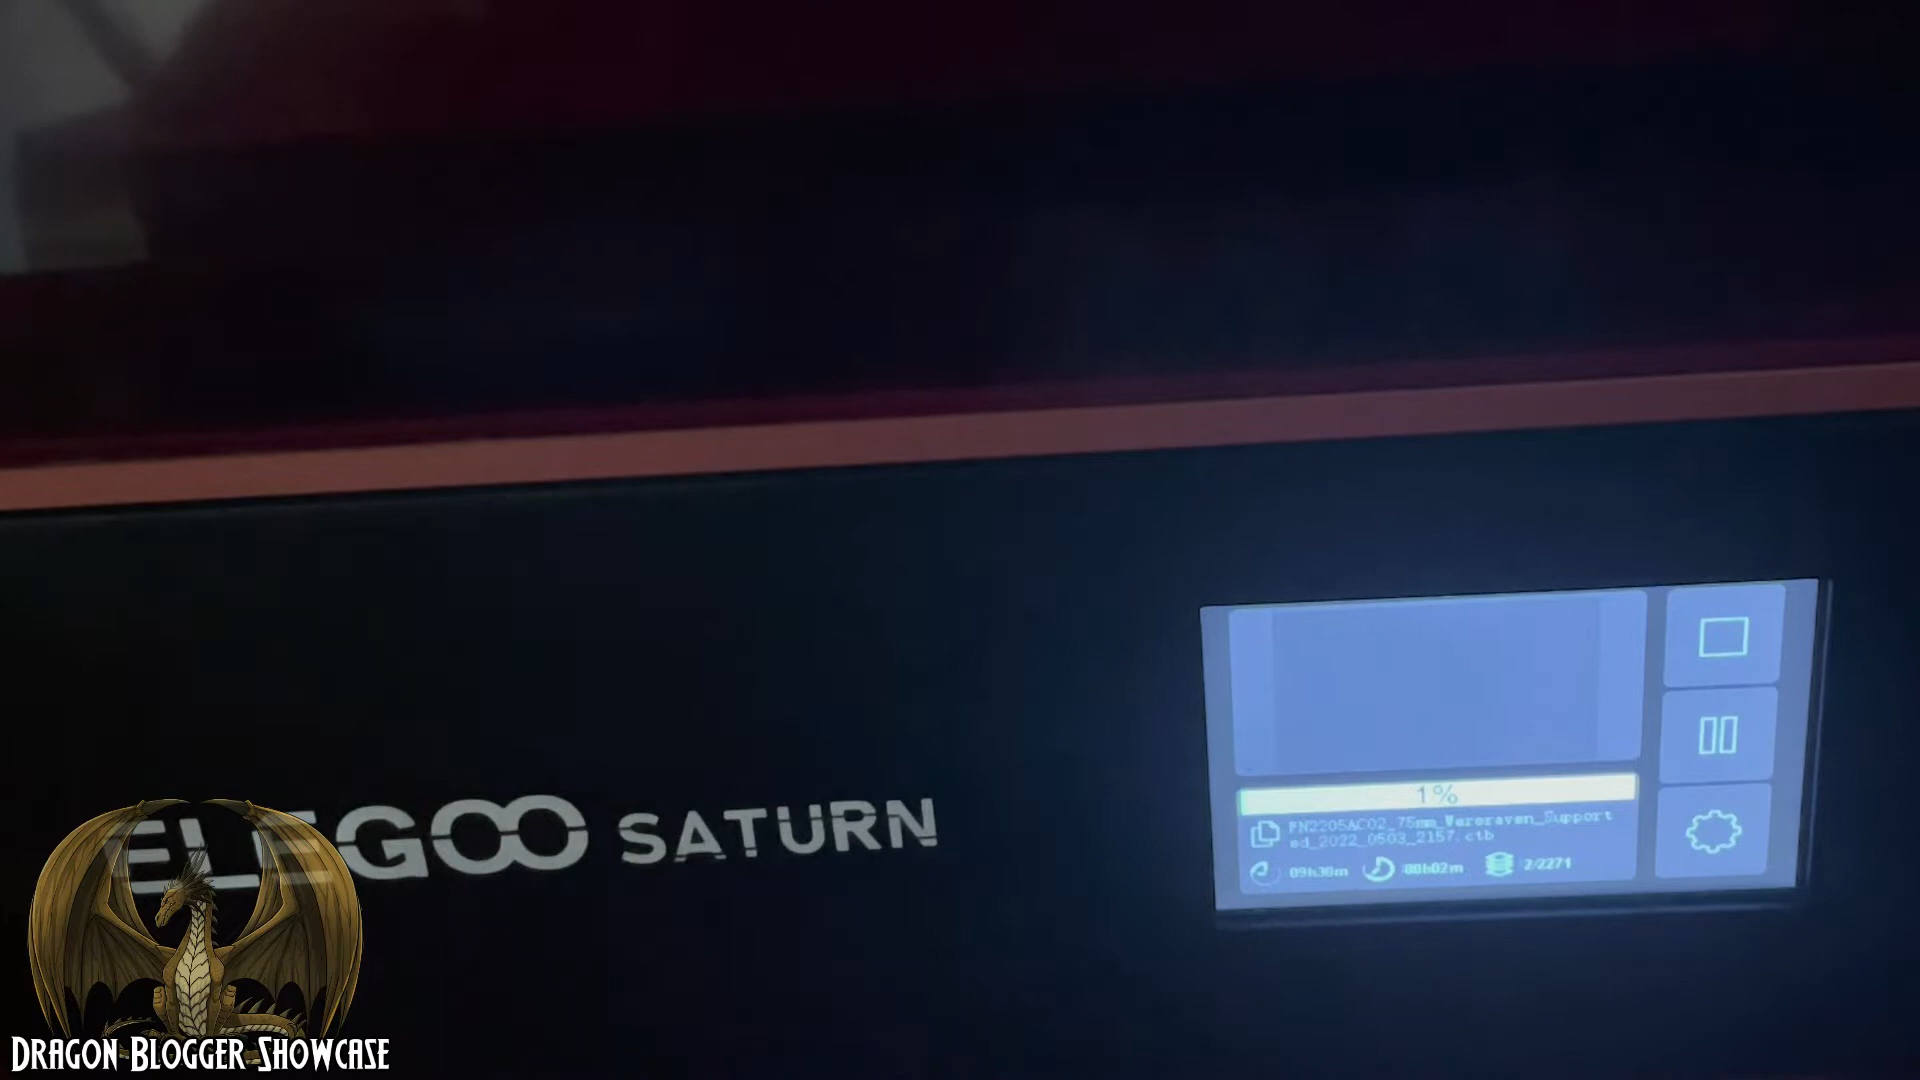 ELEGOO SATURN
1%
FN2205AC02_75mm_Wereraven_Support
ed_2022_0503_2157.ctb
09h30m 00h02m 2/2271
DRAGON BLOGGER SHOWCASE